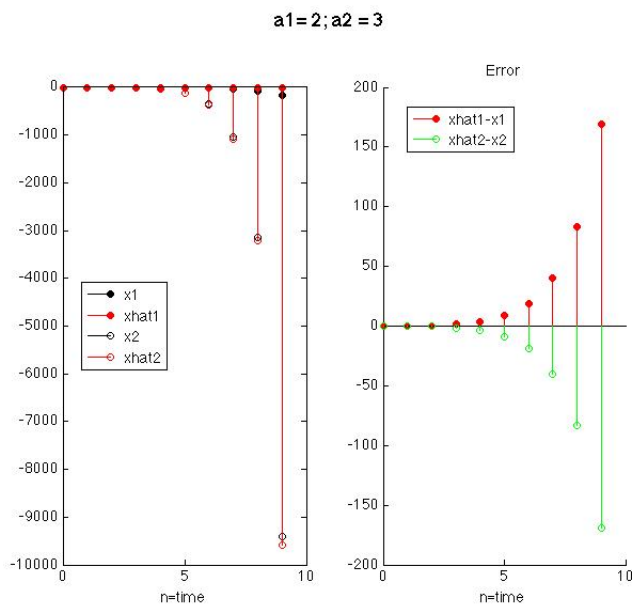 a1= 2; a2 = 3
0
-1000
-2000
-3000
-4000
-5000
-6000
-7000
-8000
-9000
-10000
x1
xhat1
x2
xhat2
0 5 10
n=time
Error
200
150
100
50
0
-50
-100
-150
-200
xhat1-x1
xhat2-x2
0 5 10
n=time